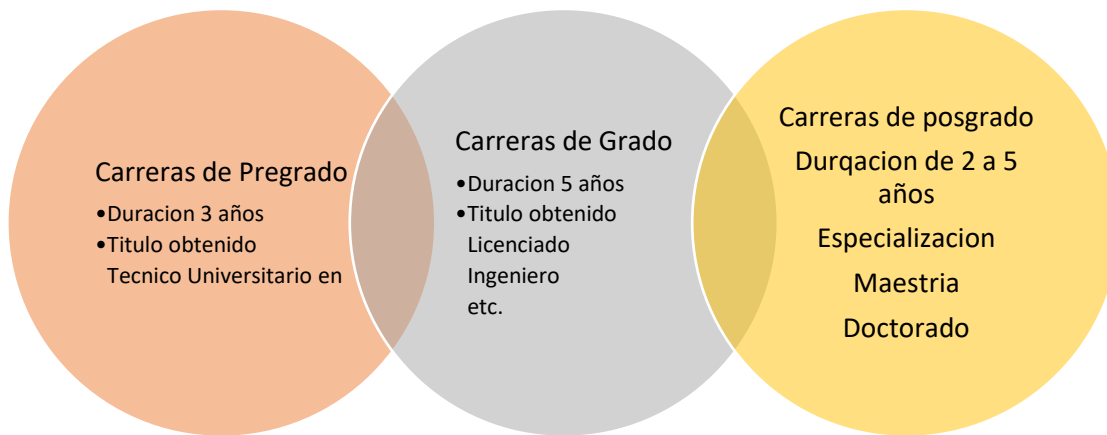 Carreras de Pregrado
•Duracion 3 años
•Titulo obtenido
Tecnico Universitario en
Carreras de Grado
•Duracion 5 años
•Titulo obtenido
Licenciado
Ingeniero
etc.
Carreras de posgrado
Durqacion de 2 a 5
años
Especializacion
Maestria
Doctorado